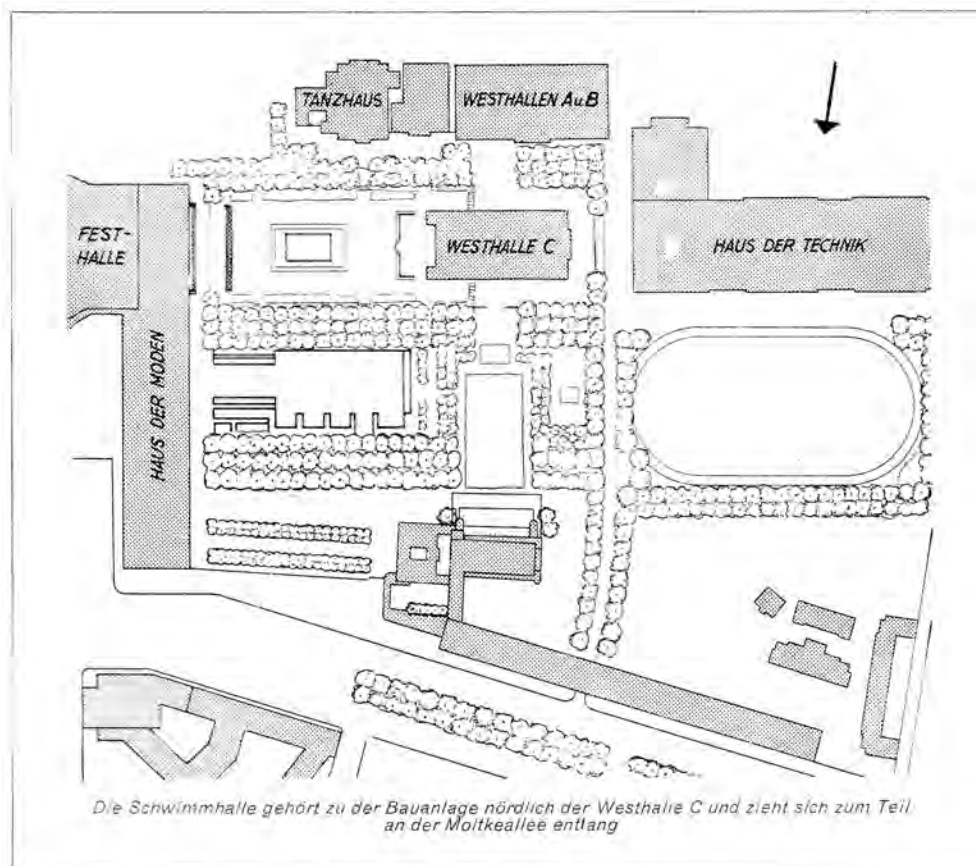 TANZHAUS
WESTHALLEN A u. B
FEST-
HALLE
WESTHALLE C
HAUS DER TECHNIK
HAUS DER MODEN
Die Schwimmhalle gehört zu der Bauanlage nördlich der Westhalle C und zieht sich zum Teil
an der Moltkeallee entlang